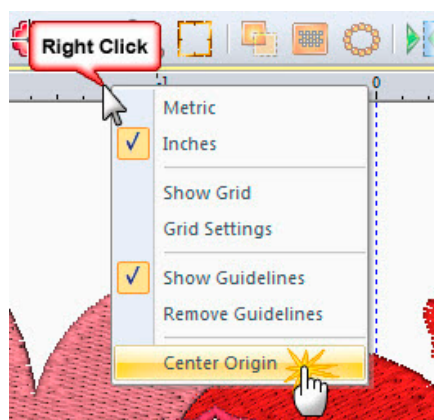 Right Click
-1 0
Metric
Inches
Show Grid
Grid Settings
Show Guidelines
Remove Guidelines
Center Origin